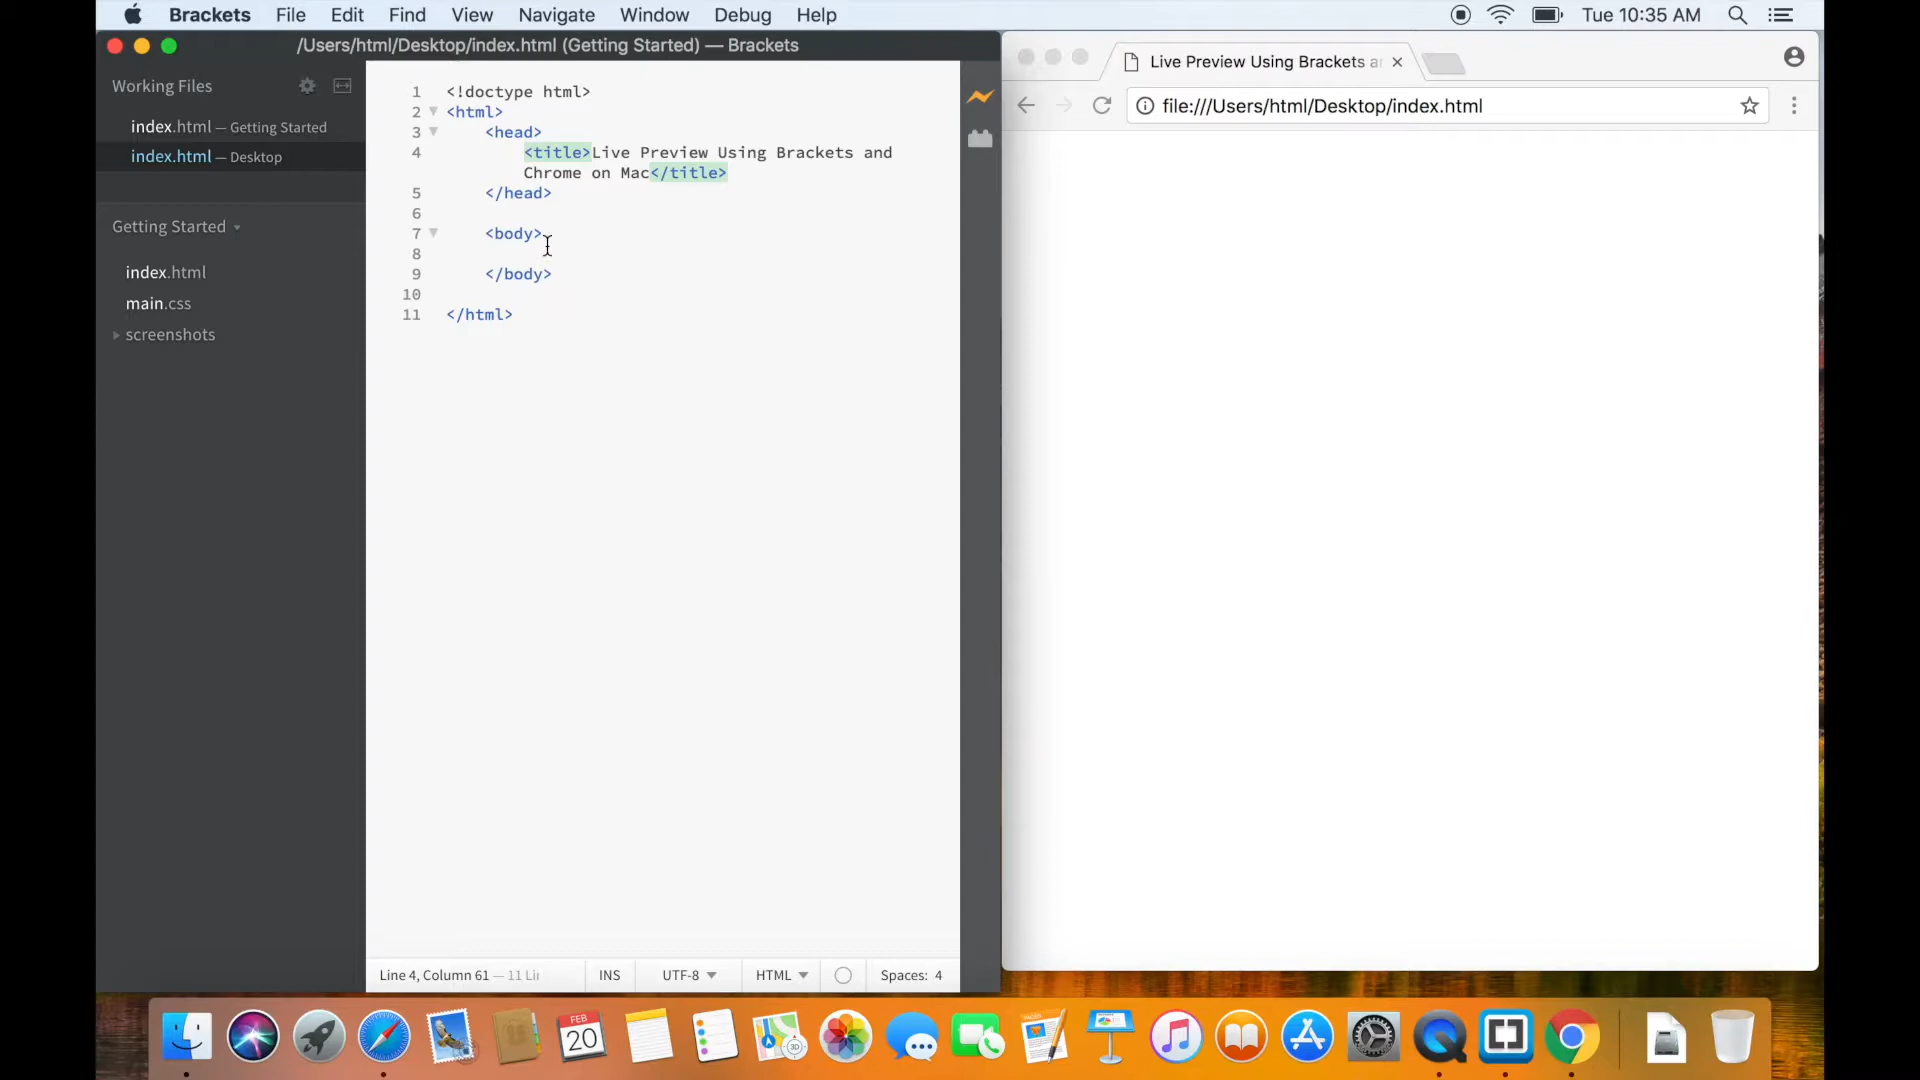 Brackets File Edit Find View Navigate Window Debug Help Tue 10:35 AM
/Users/html/Desktop/index.html (Getting Started) — Brackets
Working Files
index.html — Getting Started
index.html — Desktop
Getting Started
index.html
main.css
screenshots
1 <!doctype html>
2 <html>
3 <head>
4 <title>Live Preview Using Brackets and
Chrome on Mac</title>
5 </head>
6
7 <body>
8
9 </body>
10
11 </html>
Line 4, Column 61 — 11 Lin
INS UTF-8 HTML Spaces: 4
Live Preview Using Brackets a
file:///Users/html/Desktop/index.html
FEB
20
3D